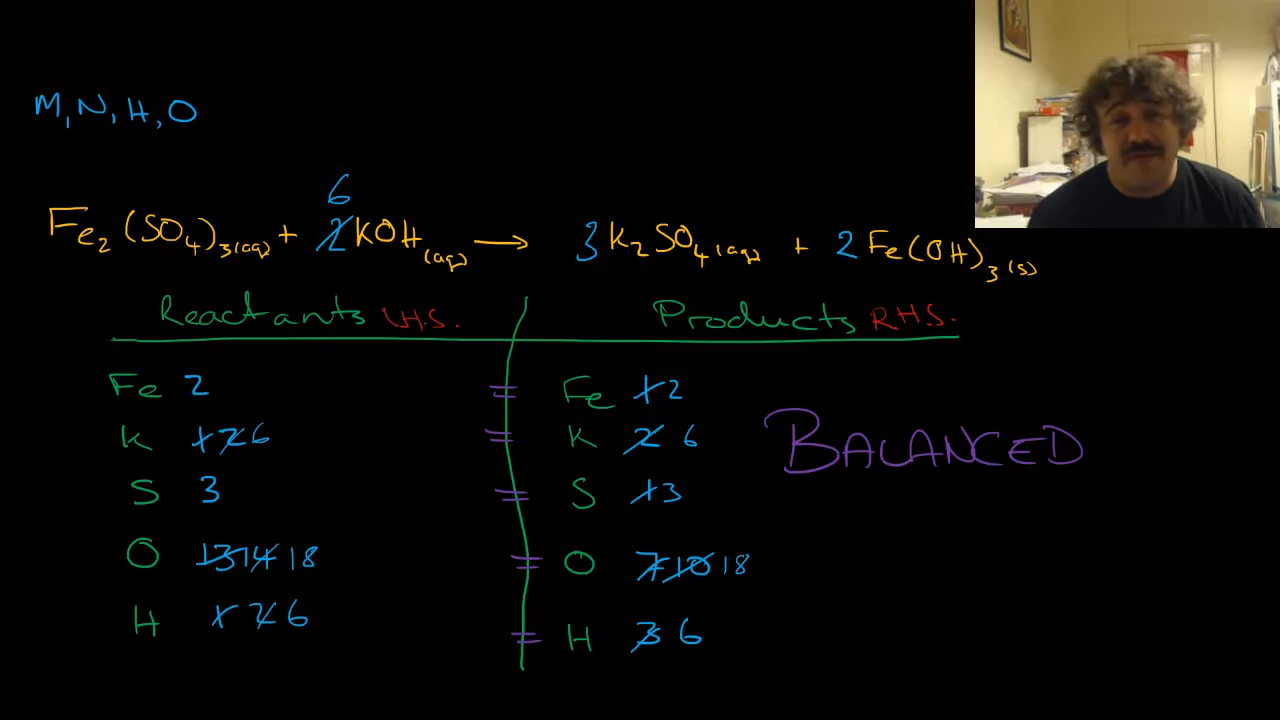 M, N, H, O
6
Fe₂(SO₄)₃(aq) + 2KOH(aq) → 3K₂SO₄(aq) + 2Fe(OH)₃(s)
Reactants L.H.S. Products R.H.S.
Fe 2 = Fe 1 2
K 1 2 6 = K 2 6
BALANCED
S 3 = S 1 3
O 13 14 18 = O 7 10 18
H 1 2 6 = H 3 6